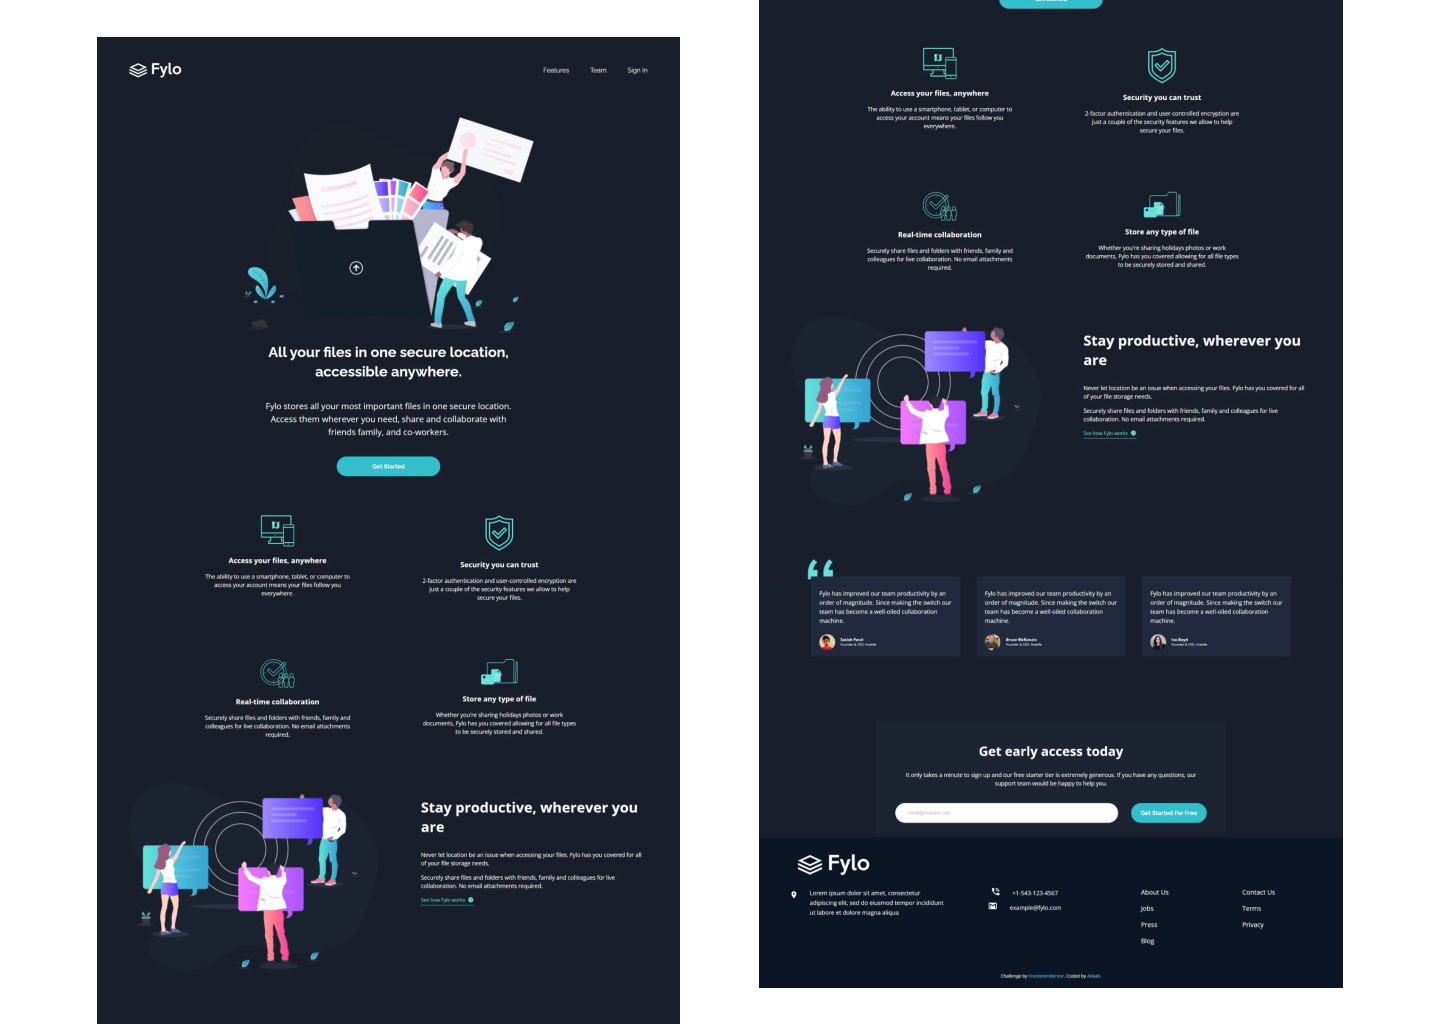 Fylo
Features Team Sign In
All your files in one secure location,
accessible anywhere.
Fylo stores all your most important files in one secure location.
Access them wherever you need, share and collaborate with
friends family, and co-workers.
Get Started
Access your files, anywhere
The ability to use a smartphone, tablet, or computer to
access your account means your files follow you
everywhere.
Security you can trust
2-factor authentication and user-controlled encryption are
just a couple of the security features we allow to help
secure your files.
Real-time collaboration
Securely share files and folders with friends, family and
colleagues for live collaboration. No email attachments
required.
Store any type of file
Whether you're sharing holidays photos or work
documents, Fylo has you covered allowing for all file types
to be securely stored and shared.
Stay productive, wherever you
are
Never let location be an issue when accessing your files. Fylo has you covered for all
of your file storage needs.
Securely share files and folders with friends, family and colleagues for live
collaboration. No email attachments required.
See how Fylo works
Access your files, anywhere
The ability to use a smartphone, tablet, or computer to
access your account means your files follow you
everywhere.
Security you can trust
2-factor authentication and user-controlled encryption are
just a couple of the security features we allow to help
secure your files.
Real-time collaboration
Securely share files and folders with friends, family and
colleagues for live collaboration. No email attachments
required.
Store any type of file
Whether you're sharing holidays photos or work
documents, Fylo has you covered allowing for all file types
to be securely stored and shared.
Stay productive, wherever you
are
Never let location be an issue when accessing your files. Fylo has you covered for all
of your file storage needs.
Securely share files and folders with friends, family and colleagues for live
collaboration. No email attachments required.
See how Fylo works
Fylo has improved our team productivity by an
order of magnitude. Since making the switch our
team has become a well-oiled collaboration
machine.
Satish Patel
Founder & CEO, Huddle
Fylo has improved our team productivity by an
order of magnitude. Since making the switch our
team has become a well-oiled collaboration
machine.
Bruce McKenzie
Founder & CEO, Huddle
Fylo has improved our team productivity by an
order of magnitude. Since making the switch our
team has become a well-oiled collaboration
machine.
Iva Boyd
Founder & CEO, Huddle
Get early access today
It only takes a minute to sign up and our free starter tier is extremely generous. If you have any questions, our
support team would be happy to help you.
email@example.com
Get Started For Free
Fylo
Lorem ipsum dolor sit amet, consectetur
adipiscing elit, sed do eiusmod tempor incididunt
ut labore et dolore magna aliqua
+1-543-123-4567
example@fylo.com
About Us
Jobs
Press
Blog
Contact Us
Terms
Privacy
Challenge by Frontend Mentor. Coded by Atikah.